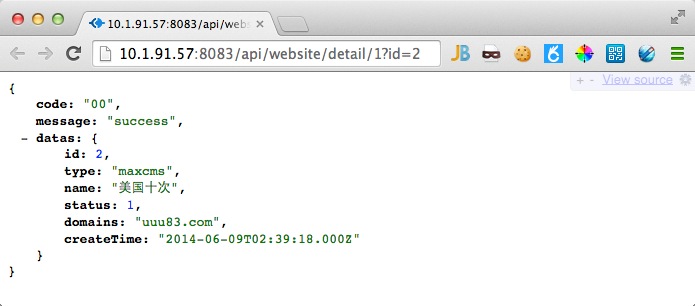 10.1.91.57:8083/api/webs
10.1.91.57:8083/api/website/detail/1?id=2
JB
+ - View source
{
code: "00",
message: "success",
- datas: {
id: 2,
type: "maxcms",
name: "美国十次",
status: 1,
domains: "uuu83.com",
createTime: "2014-06-09T02:39:18.000Z"
}
}